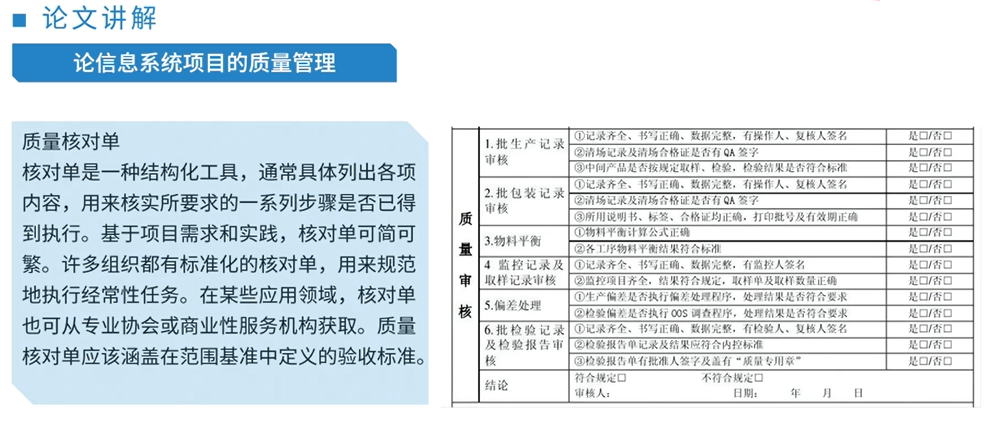 论文讲解
论信息系统项目的质量管理
质量核对单
核对单是一种结构化工具，通常具体列出各项
内容，用来核实所要求的一系列步骤是否已得
到执行。基于项目需求和实践，核对单可简可
繁。许多组织都有标准化的核对单，用来规范
地执行经常性任务。在某些应用领域，核对单
也可从专业协会或商业性服务机构获取。质量
核对单应该涵盖在范围基准中定义的验收标准。
质量审核
1.批生产记录
审核
①记录齐全、书写正确、数据完整，有操作人、复核人签名 是□/否□
②清场记录及清场合格证是否有QA 签字 是□/否□
③中间产品是否按规定取样、检验，检验结果是否符合标准 是□/否□
2.批包装记录
审核
①记录齐全、书写正确、数据完整，有操作人、复核人签名 是□/否□
②清场记录及清场合格证是否有QA 签字 是□/否□
③所用说明书、标签、合格证均正确，打印批号及有效期正确 是□/否□
3.物料平衡
①物料平衡计算公式正确 是□/否□
②各工序物料平衡结果符合标准 是□/否□
4 监控记录及
取样记录审核
①记录齐全、书写正确、数据完整，有监控人签名 是□/否□
②监控项目齐全，结果符合规定，取样单及取样数量正确 是□/否□
5.偏差处理
①生产偏差是否执行偏差处理程序，处理结果是否符合要求 是□/否□
②检验偏差是否执行 OOS 调查程序，处理结果是否符合要求 是□/否□
6.批检验记录
及检验报告审
核
①记录齐全、书写正确、数据完整，有检验人、复核人签名 是□/否□
②检验报告单记录及结果应符合内控标准 是□/否□
③检验报告单有批准人签字及盖有“质量专用章” 是□/否□
结论
符合规定□ 不符合规定□
审核人： 日期： 年 月 日